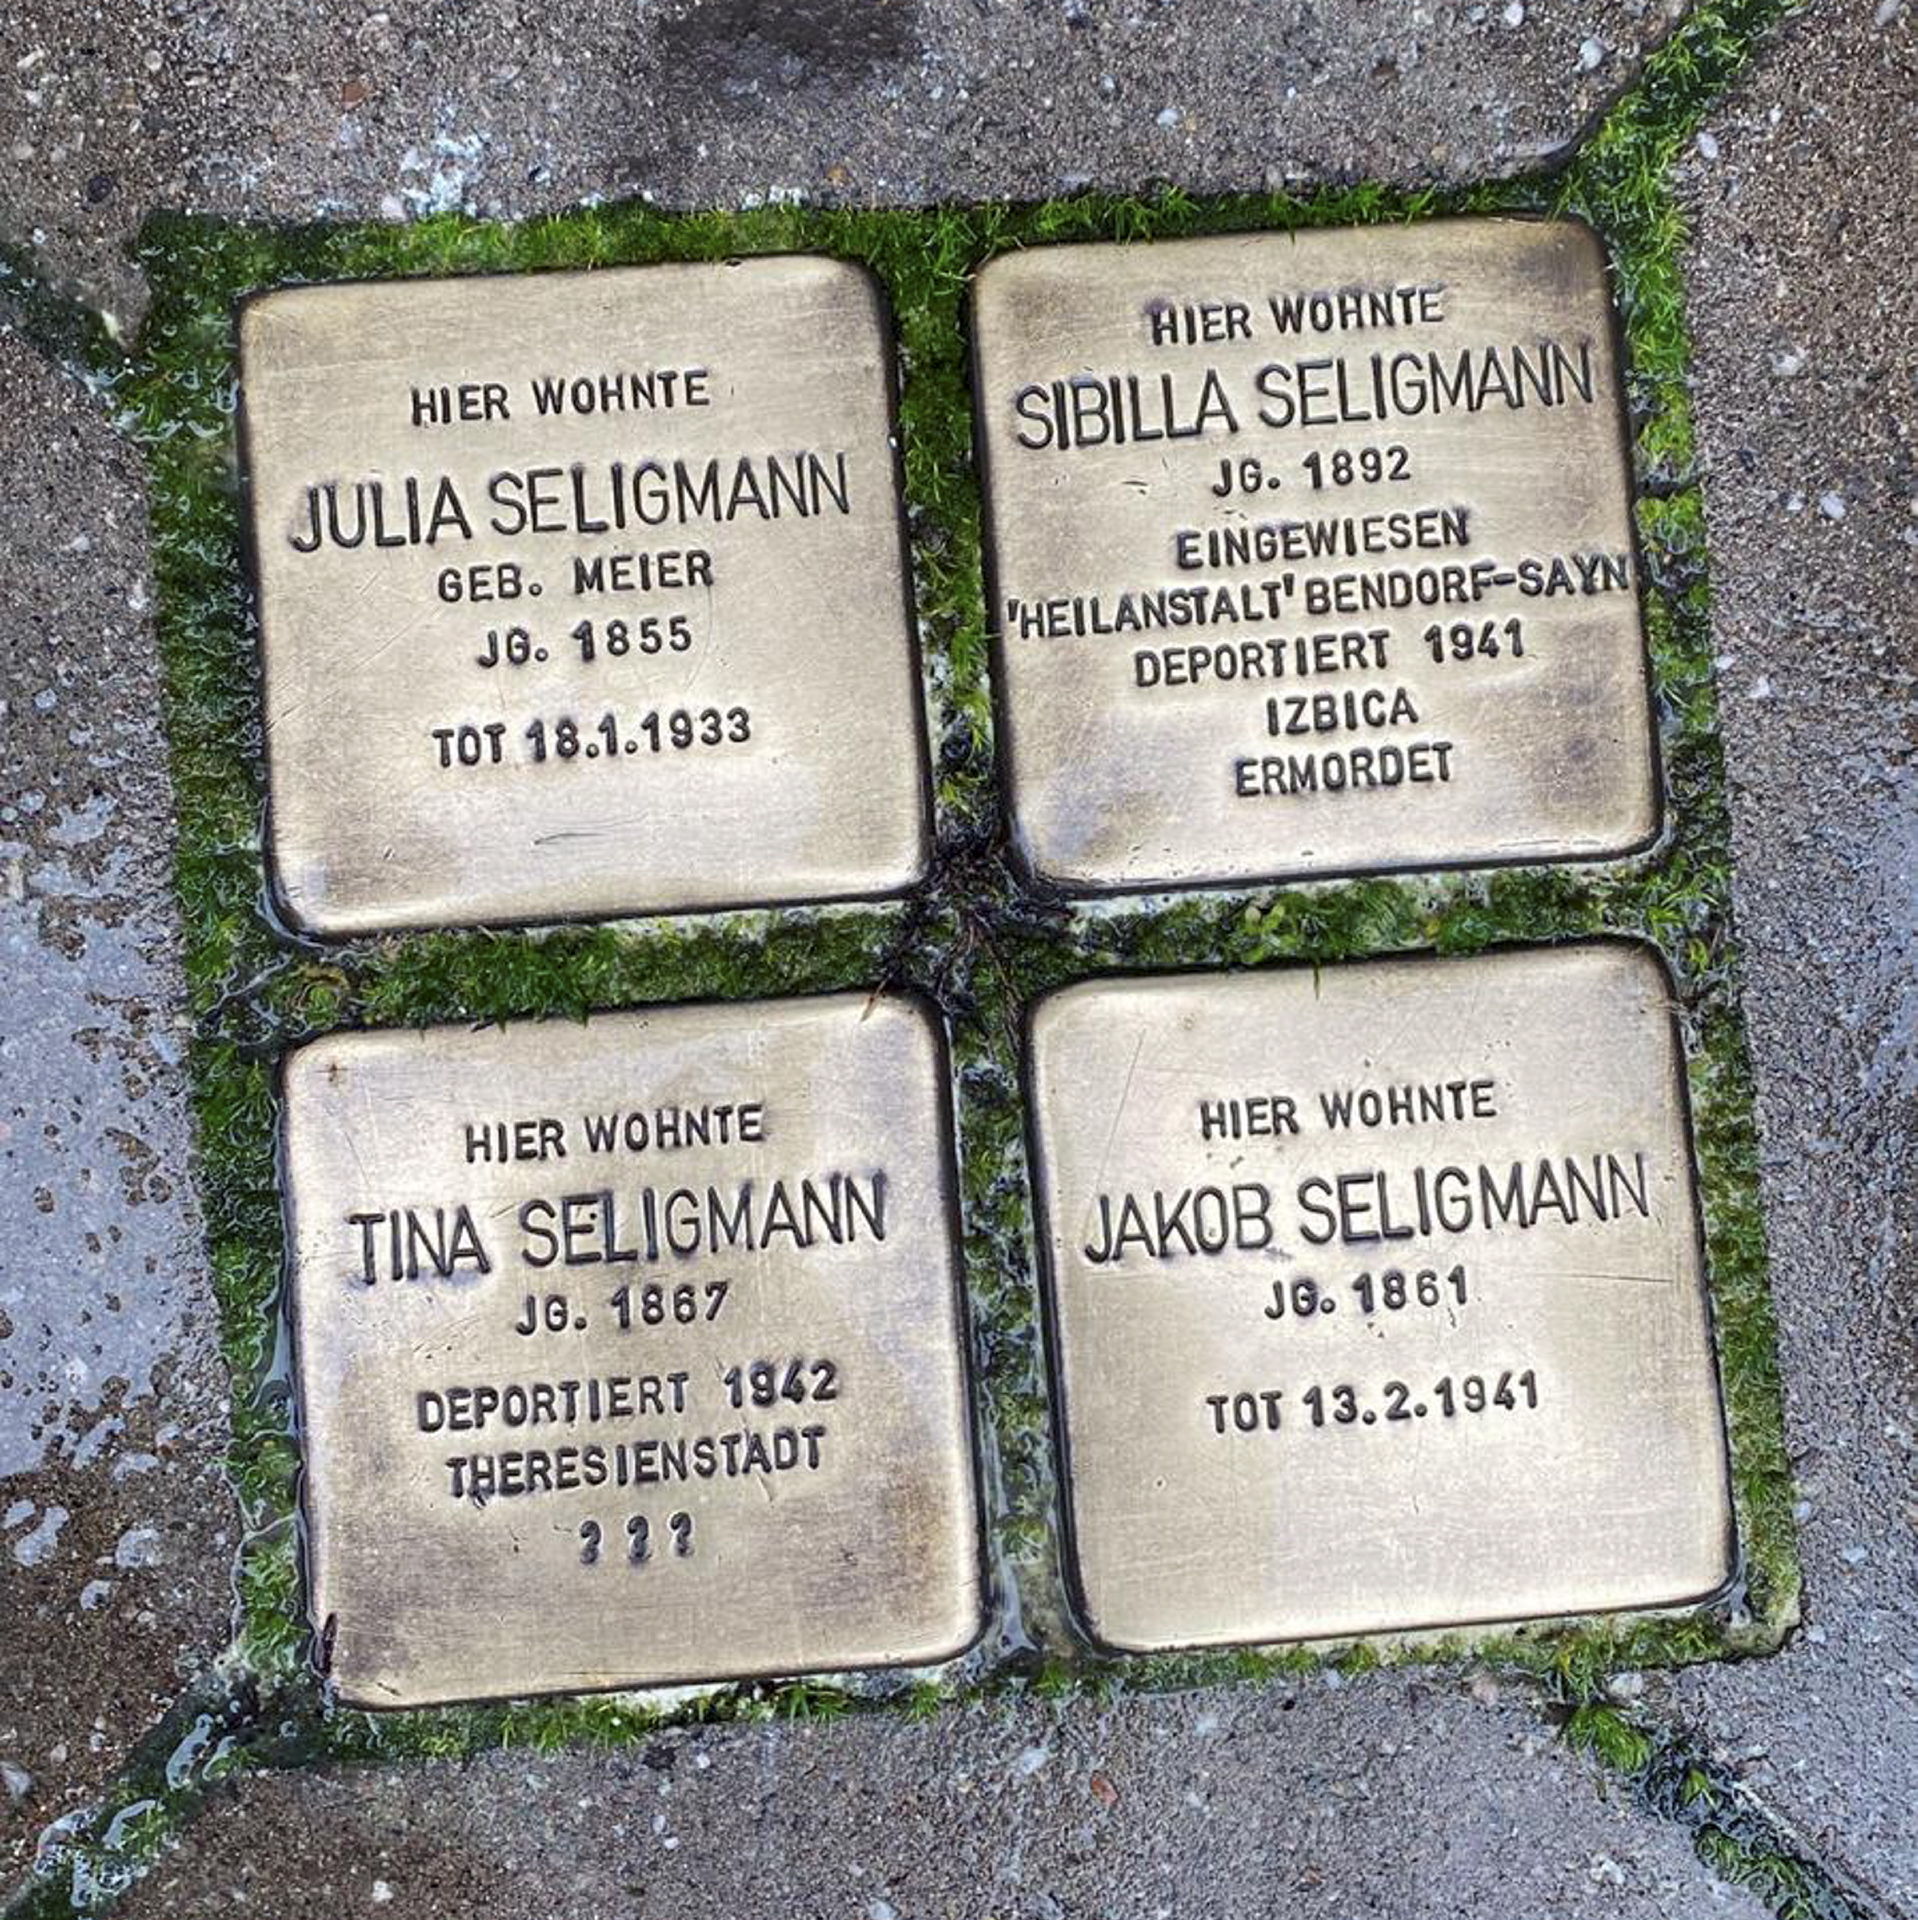 HIER WOHNTE
JULIA SELIGMANN
GEB. MEIER
JG. 1855
TOT 18.1.1933
HIER WOHNTE
SIBILLA SELIGMANN
JG. 1892
EINGEWIESEN
'HEILANSTALT' BENDORF-SAYN
DEPORTIERT 1941
IZBICA
ERMORDET
HIER WOHNTE
TINA SELIGMANN
JG. 1867
DEPORTIERT 1942
THERESIENSTADT
???
HIER WOHNTE
JAKOB SELIGMANN
JG. 1861
TOT 13.2.1941